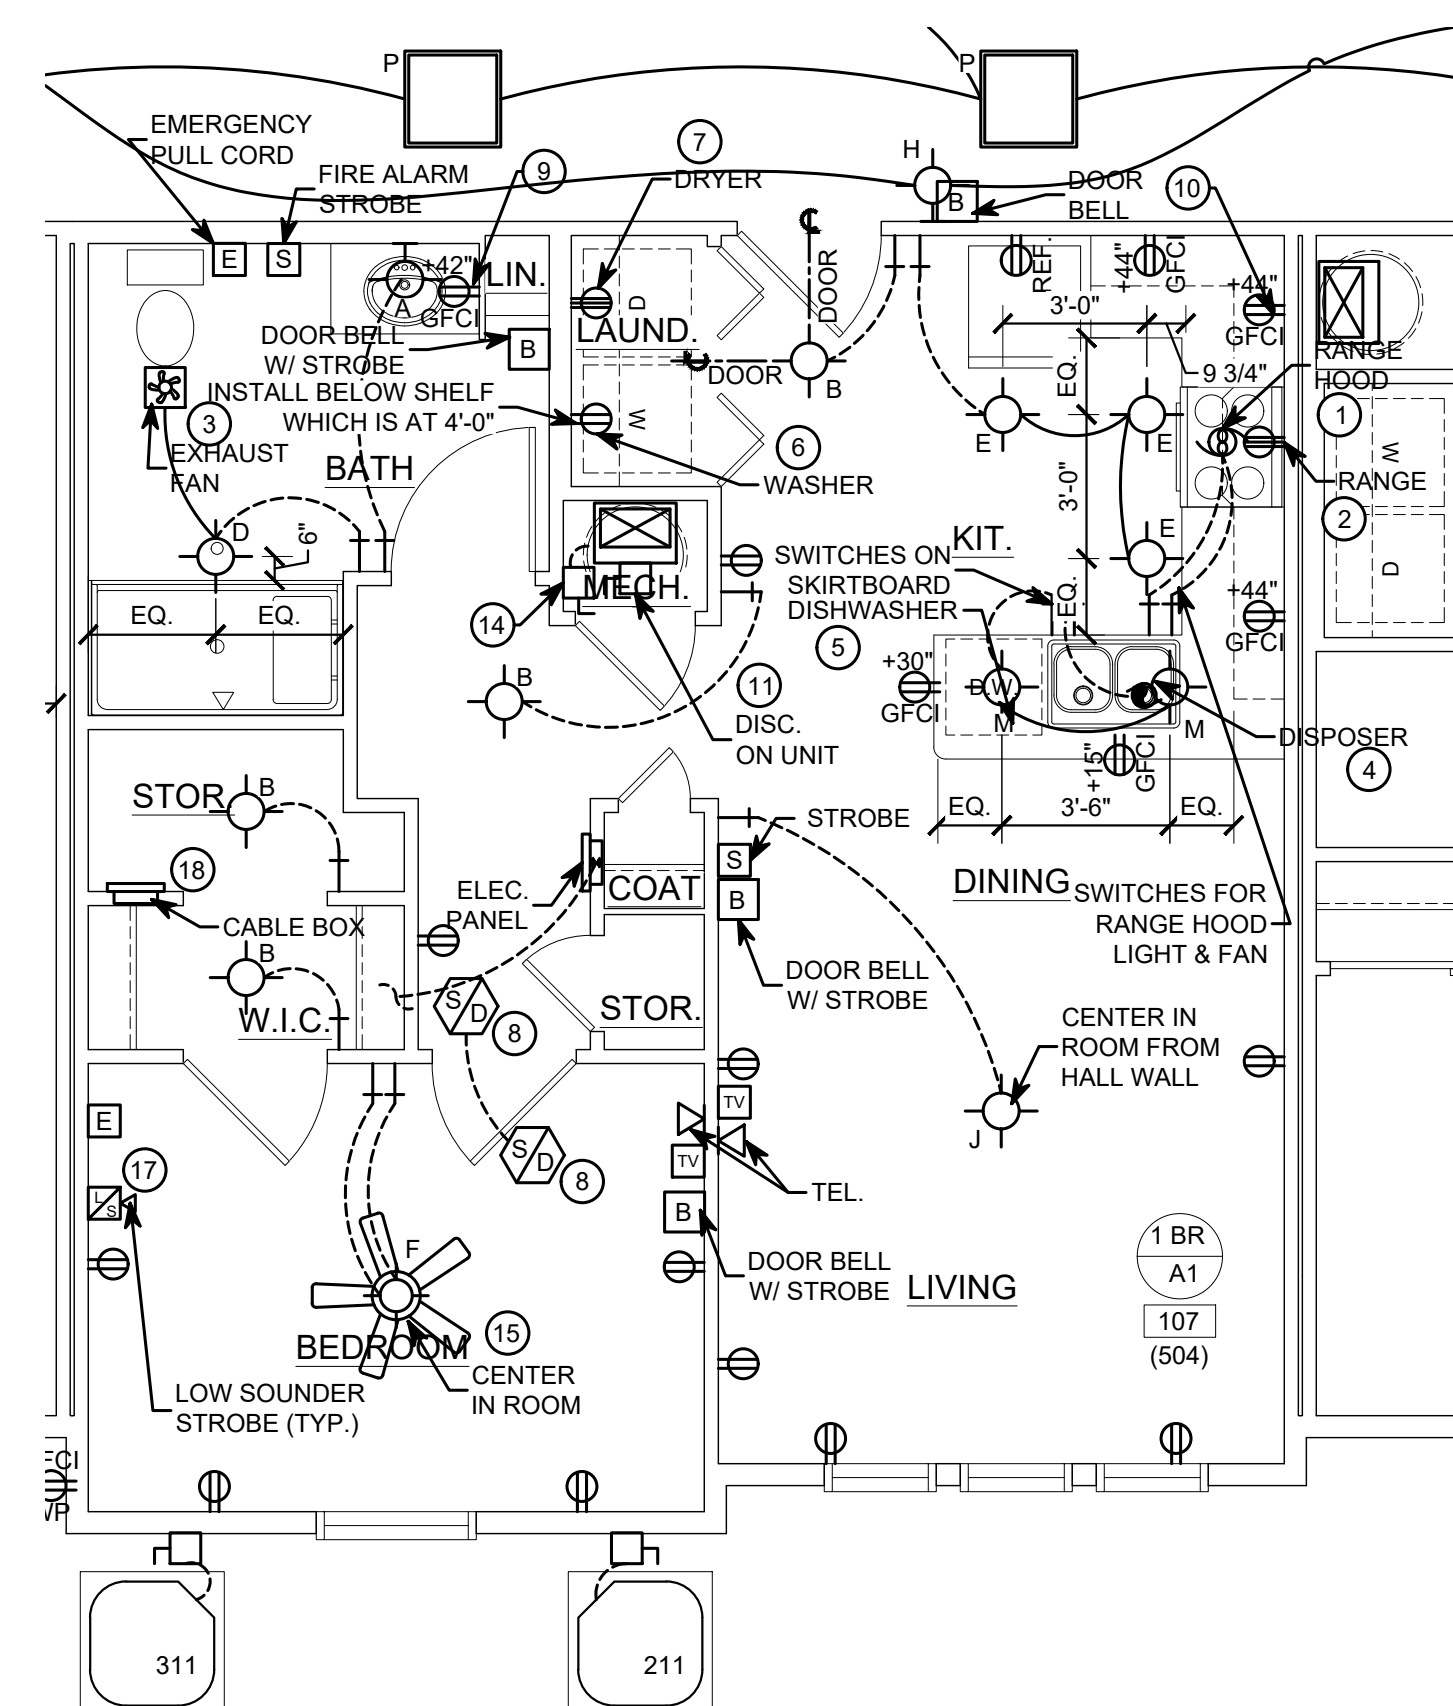 P
P
EMERGENCY
PULL CORD
FIRE ALARM
STROBE
9
7
DRYER
H
B
DOOR
BELL
10
E
S
+42"
A
GFCI
LIN.
DOOR BELL
W/ STROBE
B
INSTALL BELOW SHELF
WHICH IS AT 4'-0"
3
EXHAUST
FAN
BATH
D
LAUND.
W
DOOR
DOOR
B
6
WASHER
REF.
+44"
GFCI
+44"
GFCI
3'-0"
EQ.
9 3/4"
RANGE
HOOD
1
E
E
RANGE
2
W
D
3'-0"
E
D
6"
EQ.
EQ.
MECH.
14
KIT.
SWITCHES ON
SKIRTBOARD
DISHWASHER
5
EQ.
+44"
GFCI
+30"
GFCI
D.W.
M
M
B
11
DISC.
ON UNIT
+15"
GFCI
DISPOSER
4
EQ.
3'-6"
EQ.
STOR.
B
STROBE
S
B
18
CABLE BOX
ELEC.
PANEL
COAT
DINING
SWITCHES FOR
RANGE HOOD
LIGHT & FAN
B
W.I.C.
S
D
8
STOR.
DOOR BELL
W/ STROBE
CENTER IN
ROOM FROM
HALL WALL
J
E
TV
S
D
8
TV
TEL.
17
L
S
B
DOOR BELL
W/ STROBE
F
LIVING
1 BR
A1
107
(504)
BEDROOM
15
CENTER
IN ROOM
LOW SOUNDER
STROBE (TYP.)
311
211